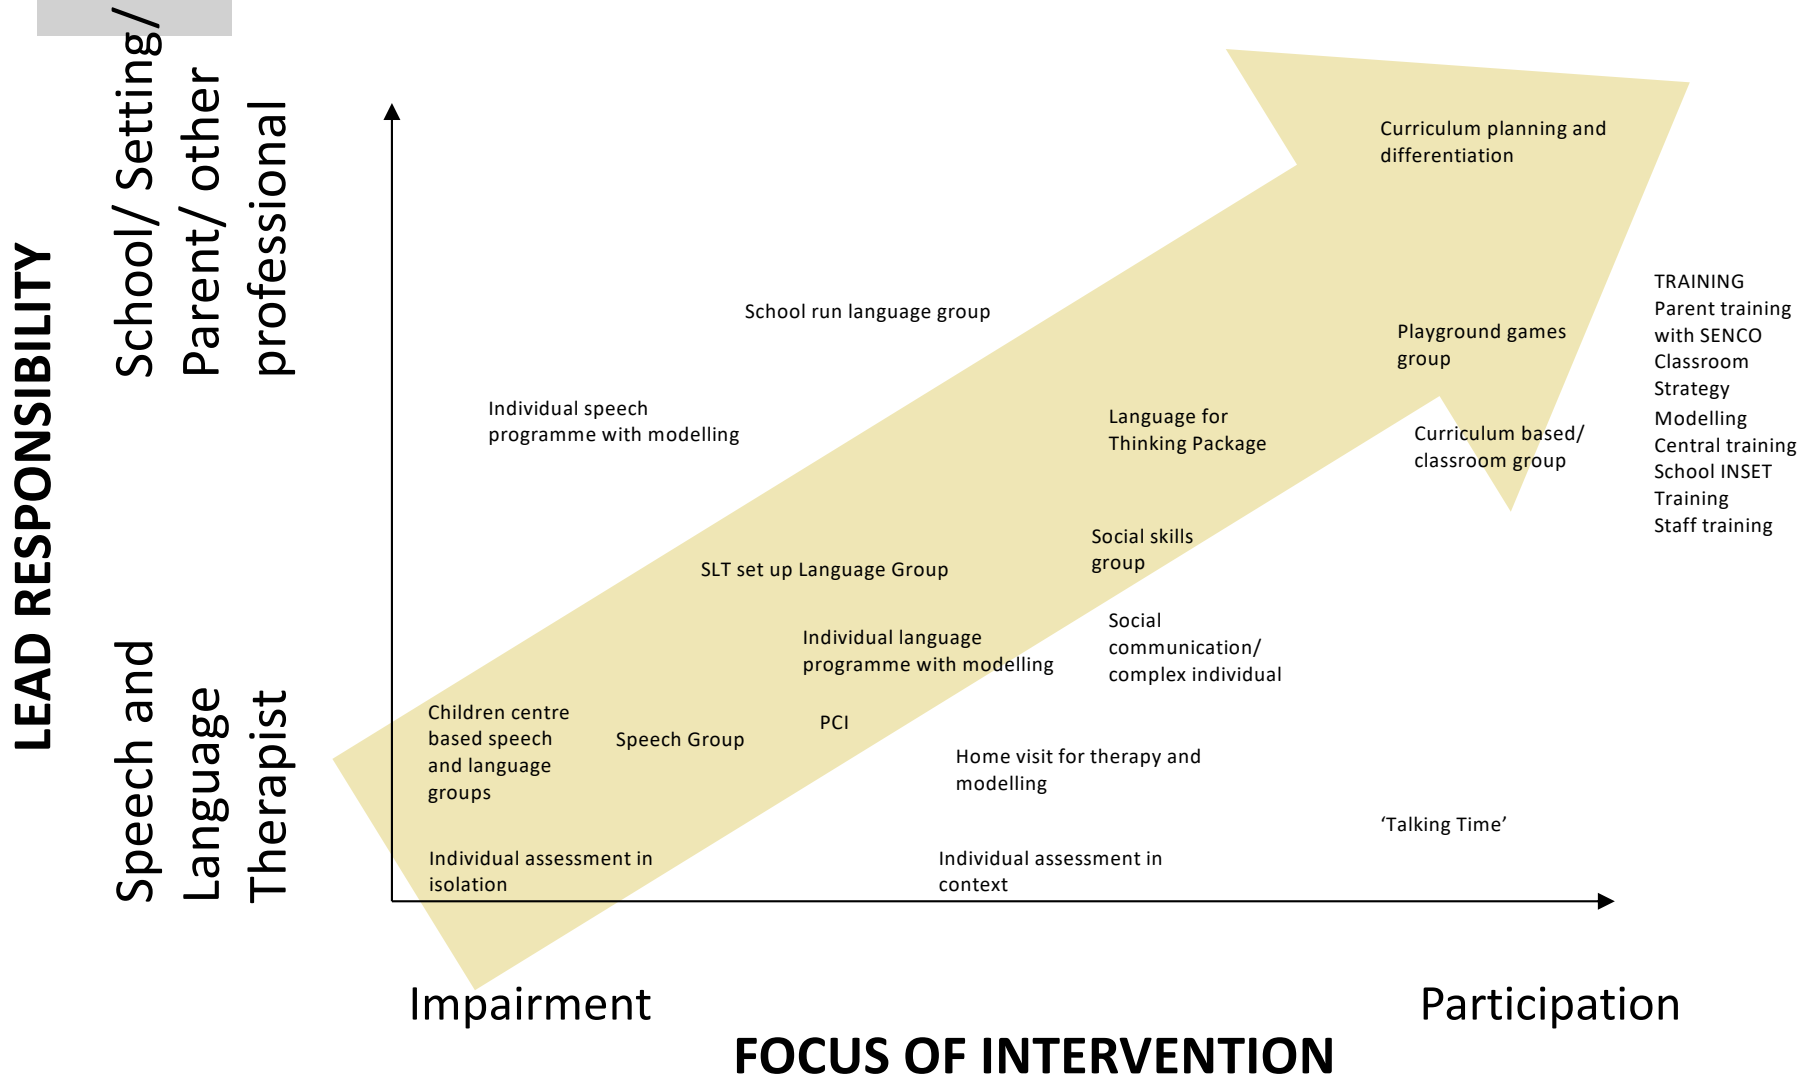 LEAD RESPONSIBILITY
School/ Setting/
Parent/ other
professional
Speech and
Language
Therapist
Curriculum planning and
differentiation
School run language group
Playground games
group
Individual speech
programme with modelling
Language for
Thinking Package
Curriculum based/
classroom group
TRAINING
Parent training
with SENCO
Classroom
Strategy
Modelling
Central training
School INSET
Training
Staff training
SLT set up Language Group
Social skills
group
Individual language
programme with modelling
Social
communication/
complex individual
Children centre
based speech
and language
groups
Speech Group
PCI
Home visit for therapy and
modelling
‘Talking Time’
Individual assessment in
isolation
Individual assessment in
context
Impairment
Participation
FOCUS OF INTERVENTION